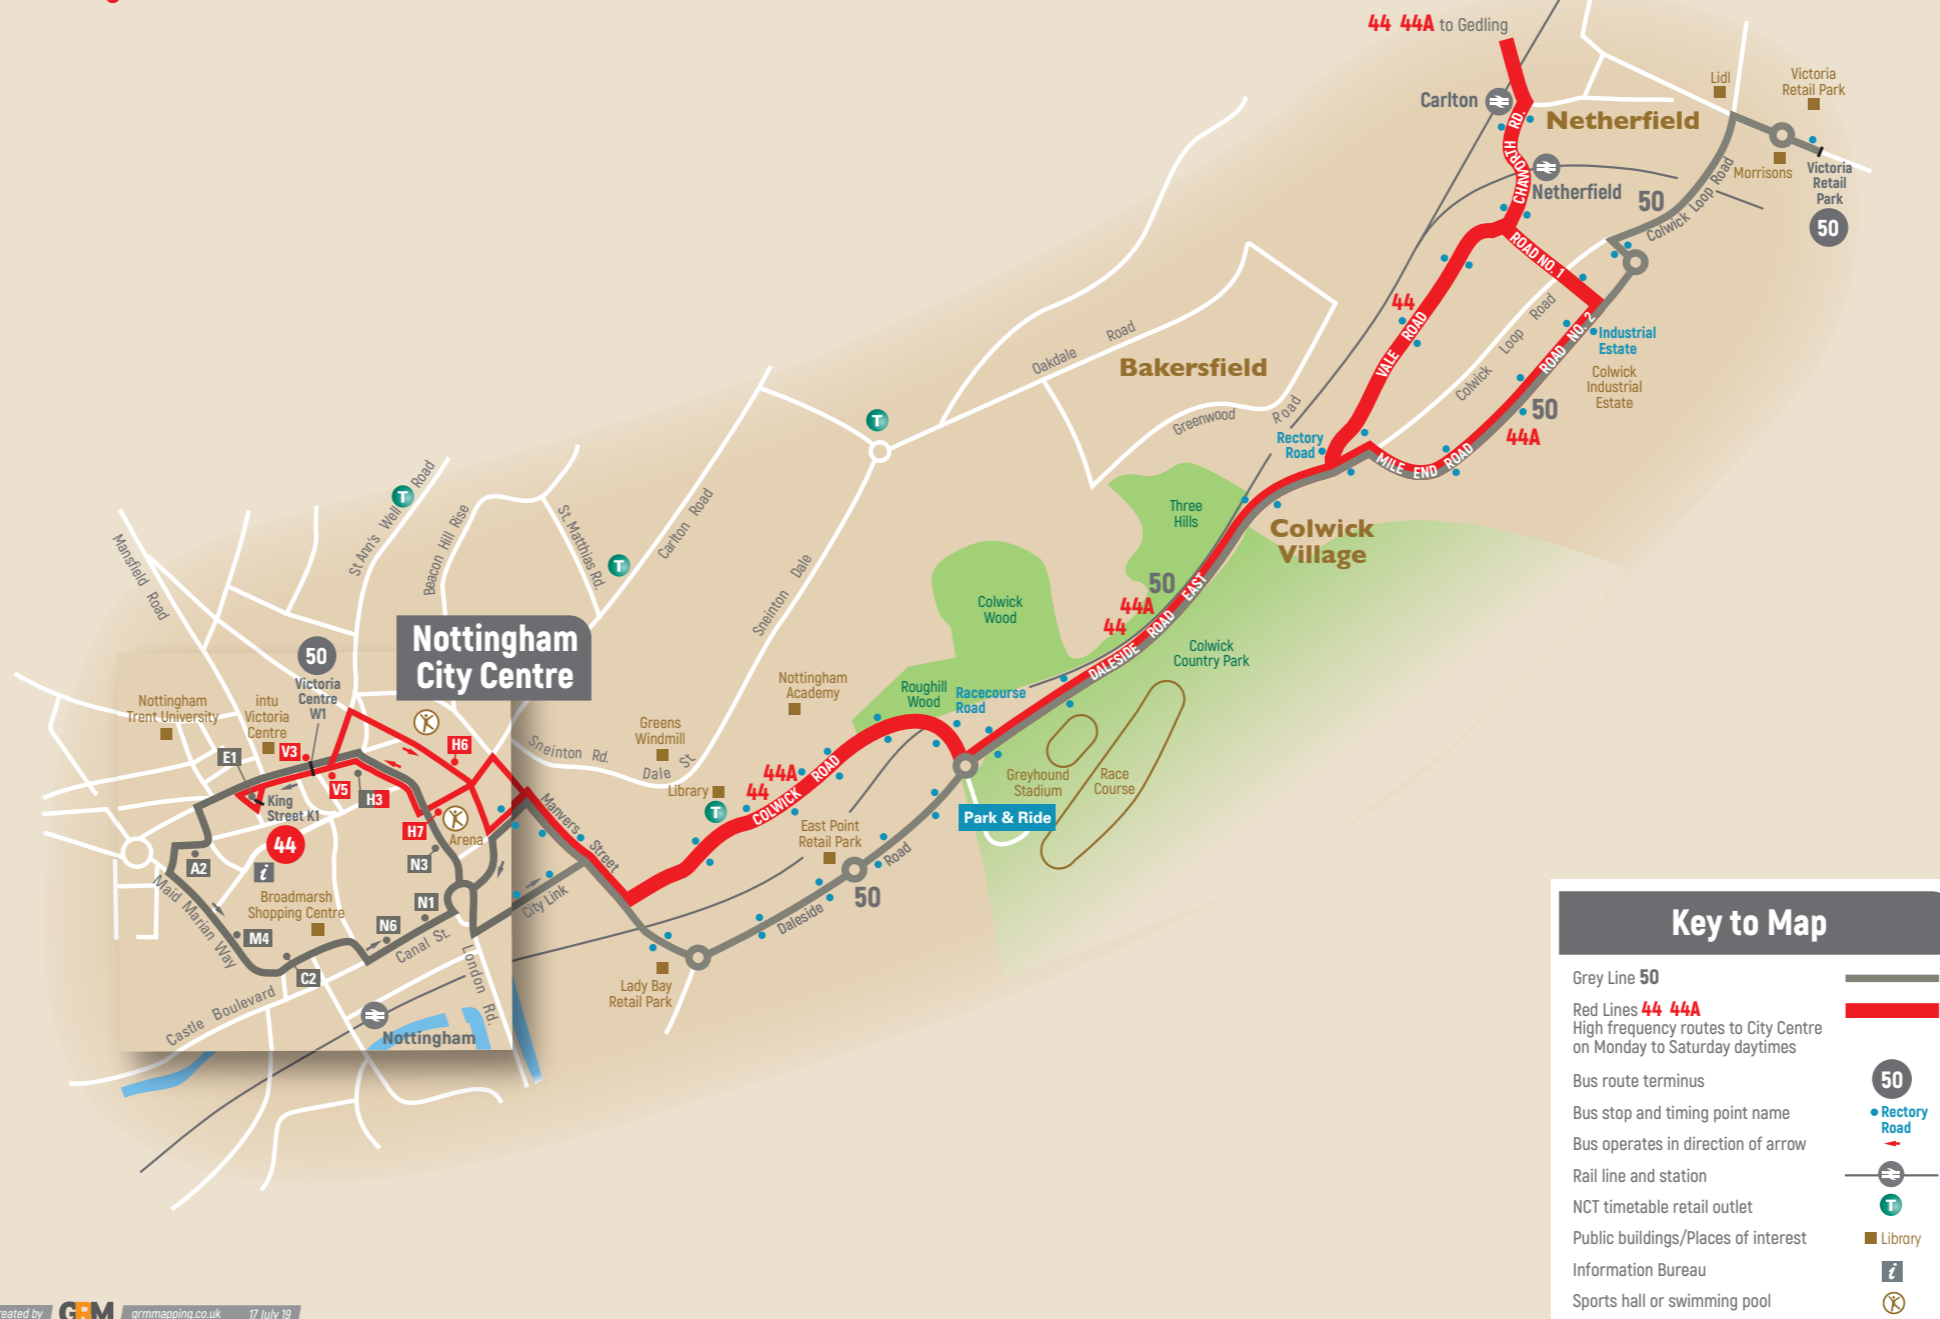 44 44A to Gedling
Carlton
Netherfield
CHAWORTH RD.
Netherfield
Lidl
Victoria
Retail Park
Morrisons
Victoria
Retail
Park
50
50
Colwick Loop Road
ROAD NO. 1
44
VALE ROAD
Colwick Loop Road
ROAD NO. 2
Industrial
Estate
Colwick
Industrial
Estate
50
44A
MILE END ROAD
Rectory
Road
Oakdale Road
Bakersfield
Greenwood Road
Three
Hills
Colwick
Village
50
44A
44
DALESIDE ROAD EAST
Colwick
Wood
Colwick
Country Park
Roughill
Wood
Racecourse
Road
Greyhound
Stadium
Race
Course
Park & Ride
Mansfield Road
St Ann's Well Road
T
Beacon Hill Rise
St. Matthias Rd.
T
Carlton Road
T
Sneinton Dale
Nottingham
Academy
Greens
Windmill
Dale St
Sneinton Rd.
Library
T
44A
44
COLWICK ROAD
East Point
Retail Park
Manvers Street
City Link
Daleside Road
50
Lady Bay
Retail Park
Nottingham
City Centre
50
Victoria
Centre
W1
Nottingham
Trent University
intu
Victoria
Centre
E1
V3
V5
H3
H6
H7
King
Street K1
44
i
Arena
N3
A2
Maid Marian Way
Broadmarsh
Shopping Centre
N1
N6
M4
C2
Canal St.
London Rd.
Castle Boulevard
Nottingham
Key to Map
Grey Line 50
Red Lines 44 44A
High frequency routes to City Centre
on Monday to Saturday daytimes
Bus route terminus 50
Bus stop and timing point name Rectory
Road
Bus operates in direction of arrow
Rail line and station
NCT timetable retail outlet T
Public buildings/Places of interest Library
Information Bureau i
Sports hall or swimming pool
eated by GRM grmmapping.co.uk 17 July 19